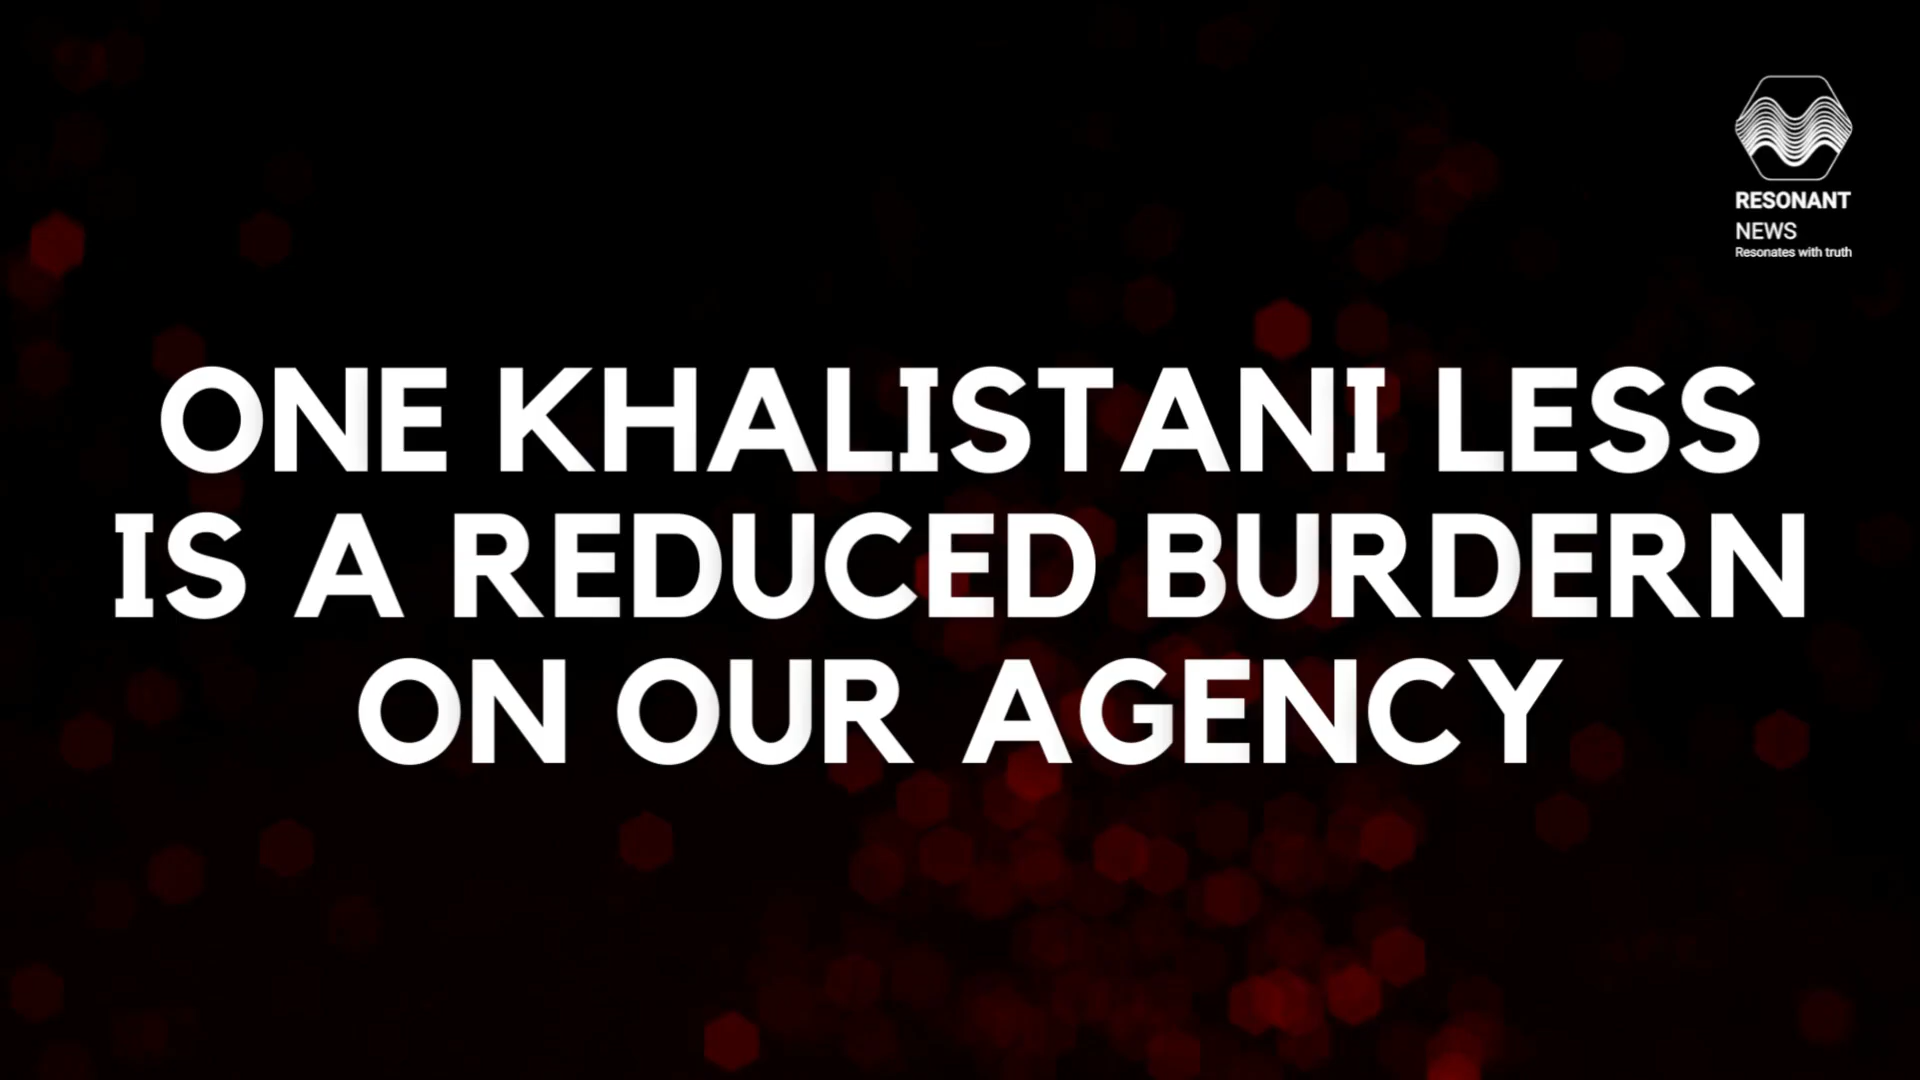 RESONANT
NEWS
Resonates with truth
ONE KHALISTANI LESS
IS A REDUCED BURDERN
ON OUR AGENCY